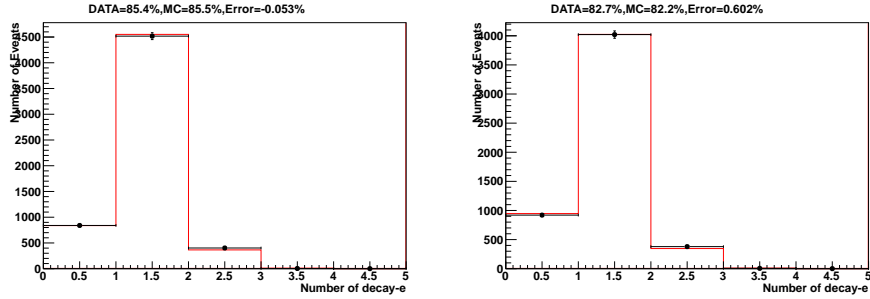 DATA=85.4%,MC=85.5%,Error=-0.053%
Number of Events
4500
4000
3500
3000
2500
2000
1500
1000
500
0
0 0.5 1 1.5 2 2.5 3 3.5 4 4.5 5
Number of decay-e
DATA=82.7%,MC=82.2%,Error=0.602%
Number of Events
4000
3500
3000
2500
2000
1500
1000
500
0
0 0.5 1 1.5 2 2.5 3 3.5 4 4.5 5
Number of decay-e